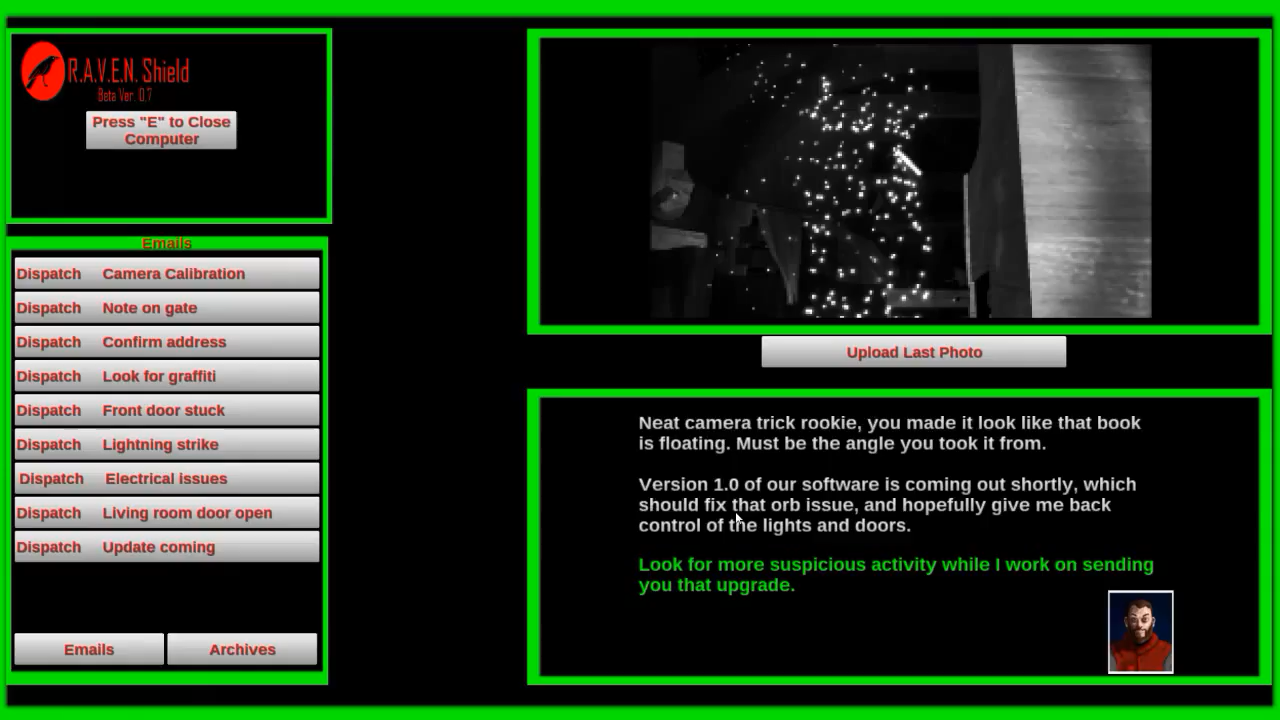 R.A.V.E.N. Shield
Beta Ver. 0.7
Press "E" to Close
Computer
Emails
Dispatch Camera Calibration
Dispatch Note on gate
Dispatch Confirm address
Dispatch Look for graffiti
Dispatch Front door stuck
Dispatch Lightning strike
Dispatch Electrical issues
Dispatch Living room door open
Dispatch Update coming
Emails Archives
Upload Last Photo
Neat camera trick rookie, you made it look like that book
is floating. Must be the angle you took it from.
Version 1.0 of our software is coming out shortly, which
should fix that orb issue, and hopefully give me back
control of the lights and doors.
Look for more suspicious activity while I work on sending
you that upgrade.